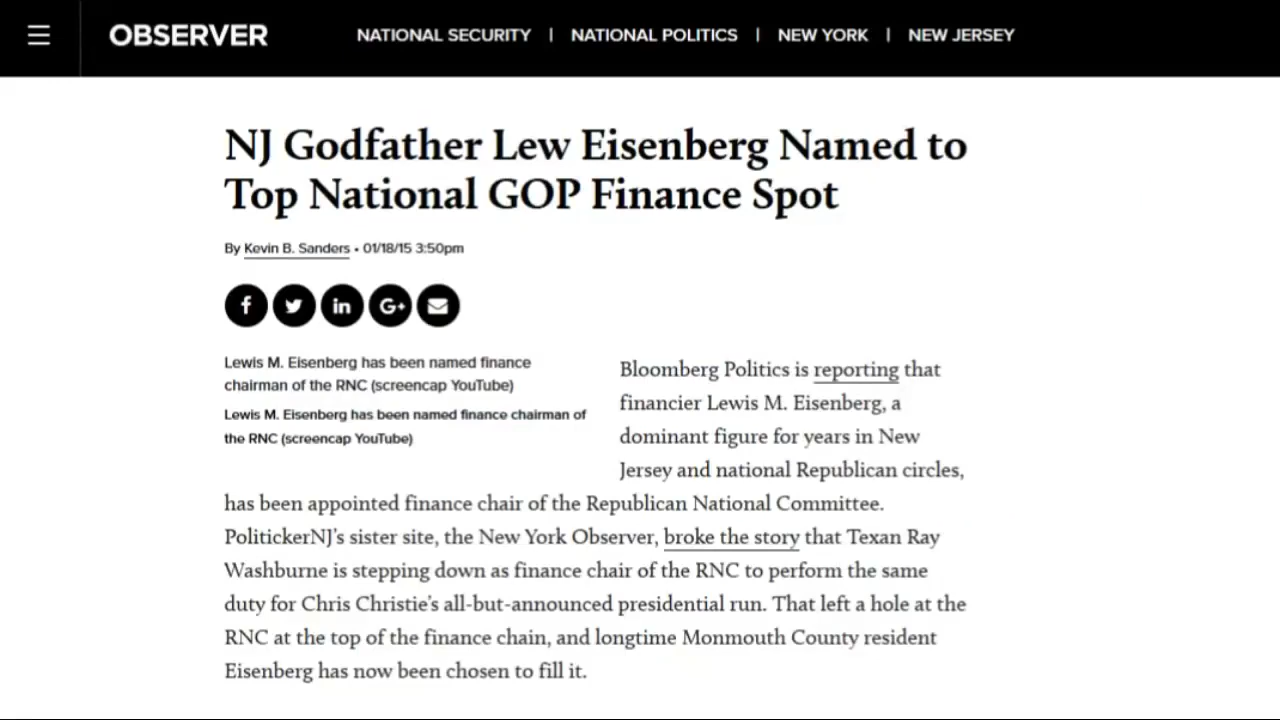 OBSERVER
NATIONAL SECURITY | NATIONAL POLITICS | NEW YORK | NEW JERSEY
NJ Godfather Lew Eisenberg Named to
Top National GOP Finance Spot
By Kevin B. Sanders • 01/18/15 3:50pm
Lewis M. Eisenberg has been named finance
chairman of the RNC (screencap YouTube)
Lewis M. Eisenberg has been named finance chairman of
the RNC (screencap YouTube)
Bloomberg Politics is reporting that
financier Lewis M. Eisenberg, a
dominant figure for years in New
Jersey and national Republican circles,
has been appointed finance chair of the Republican National Committee.
PolitickerNJ’s sister site, the New York Observer, broke the story that Texan Ray
Washburne is stepping down as finance chair of the RNC to perform the same
duty for Chris Christie’s all-but-announced presidential run. That left a hole at the
RNC at the top of the finance chain, and longtime Monmouth County resident
Eisenberg has now been chosen to fill it.